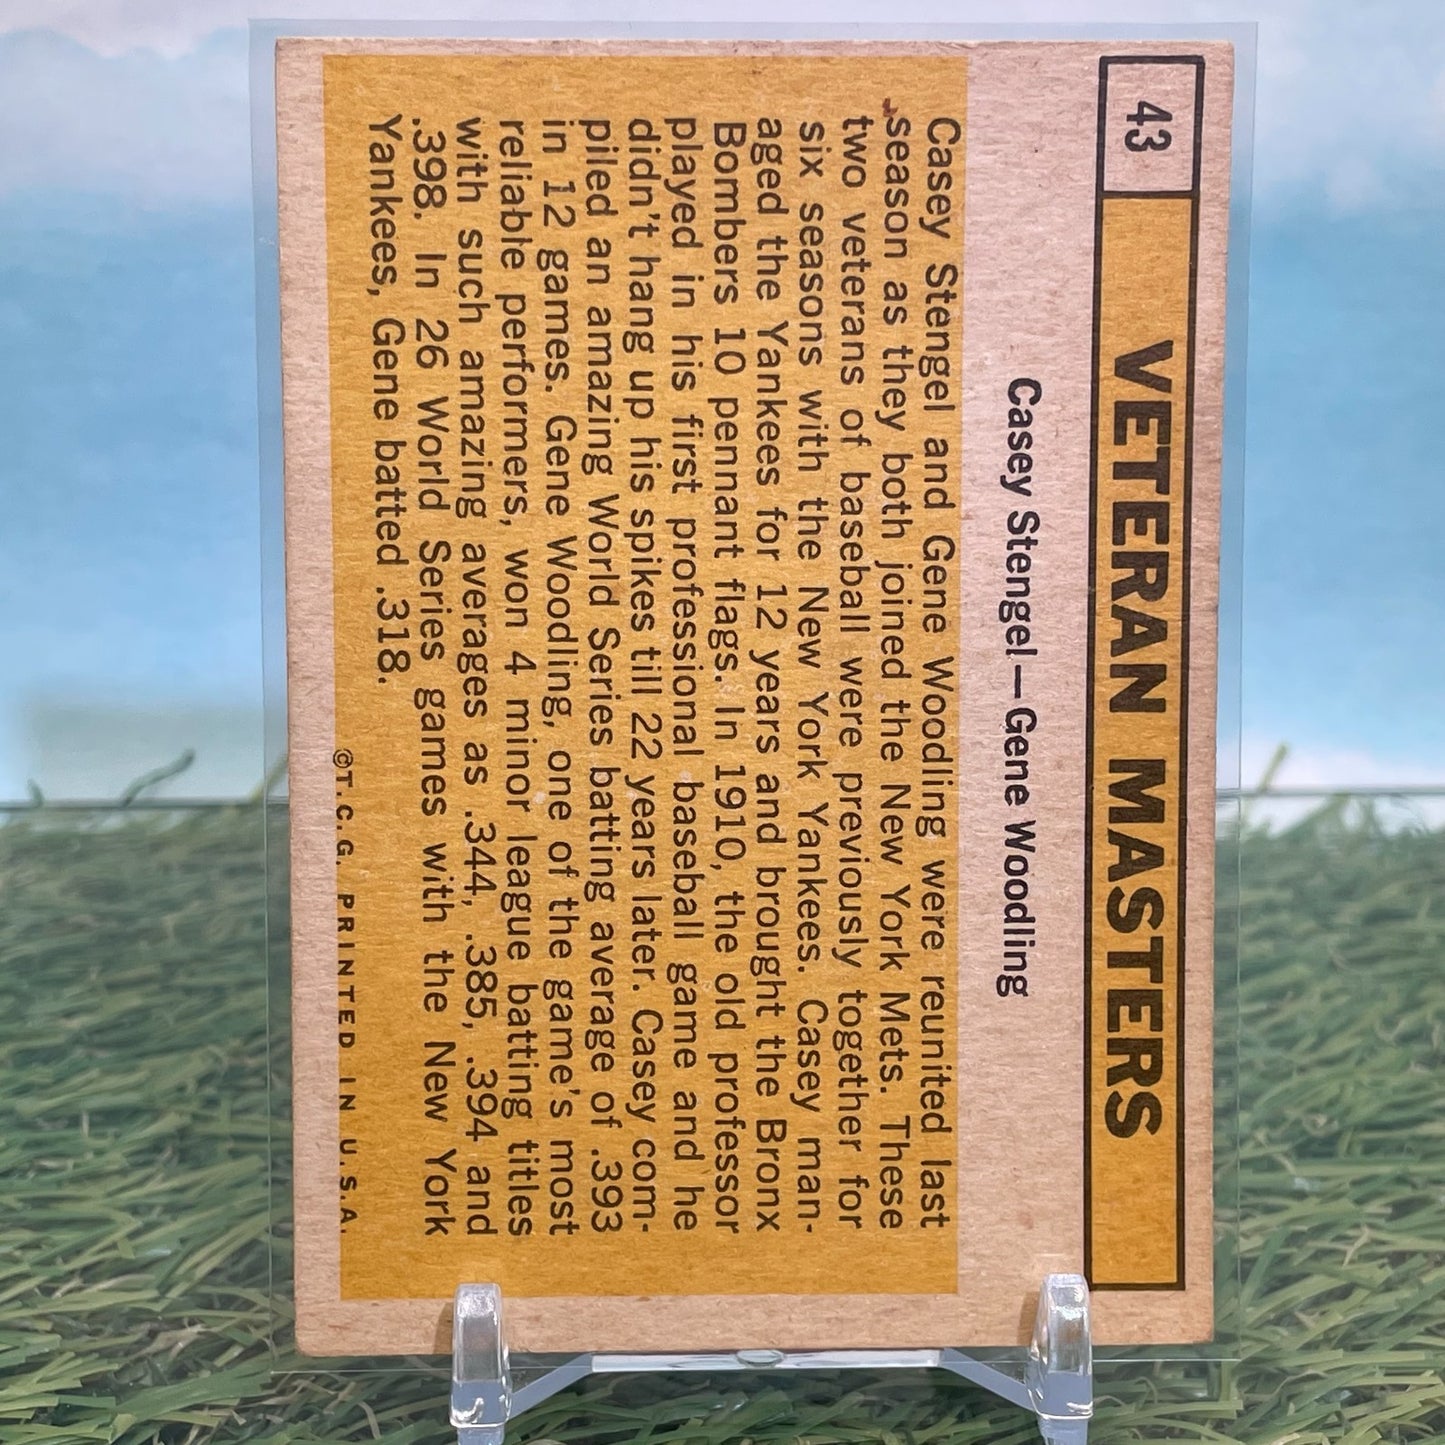 43
VETERAN MASTERS
Casey Stengel—Gene Woodling
Casey Stengel and Gene Woodling were reunited last
season as they both joined the New York Mets. These
two veterans of baseball were previously together for
six seasons with the New York Yankees. Casey man-
aged the Yankees for 12 years and brought the Bronx
Bombers 10 pennant flags. In 1910, the old professor
played in his first professional baseball game and he
didn't hang up his spikes till 22 years later. Casey com-
piled an amazing World Series batting average of .393
in 12 games. Gene Woodling, one of the game's most
reliable performers, won 4 minor league batting titles
with such amazing averages as .344, .385, .394 and
.398. In 26 World Series games with the New York
Yankees, Gene batted .318.
©T.C.G. PRINTED IN U.S.A.